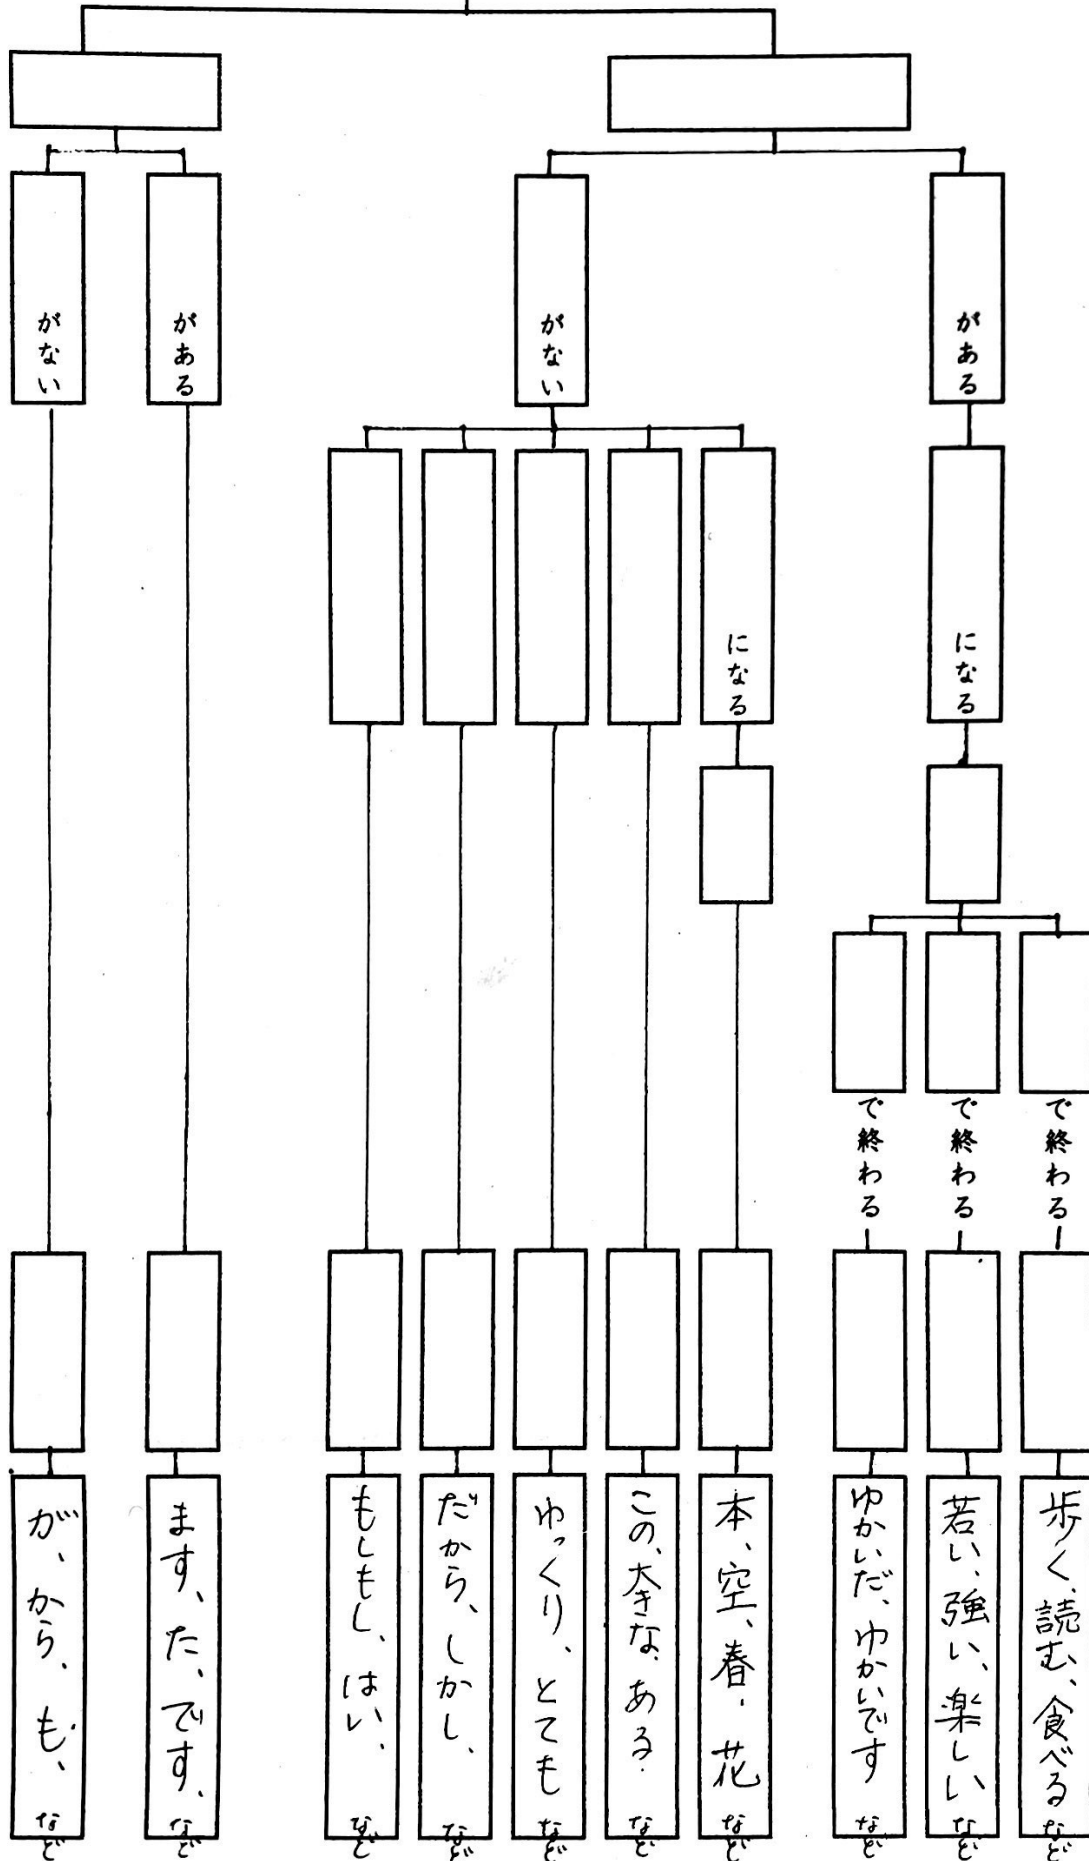 がある
がない
がある
がない
になる
になる
で終わる
で終わる
で終わる
歩く、読む、食べる など
若い、強い、楽しい など
ゆかいだ、ゆかいです など
本、空、春、花 など
この、大きな、ある など
ゆっくり、とても など
だから、しかし、 など
もしもし、はい、 など
ます、た、です、 など
が、から、も、 など